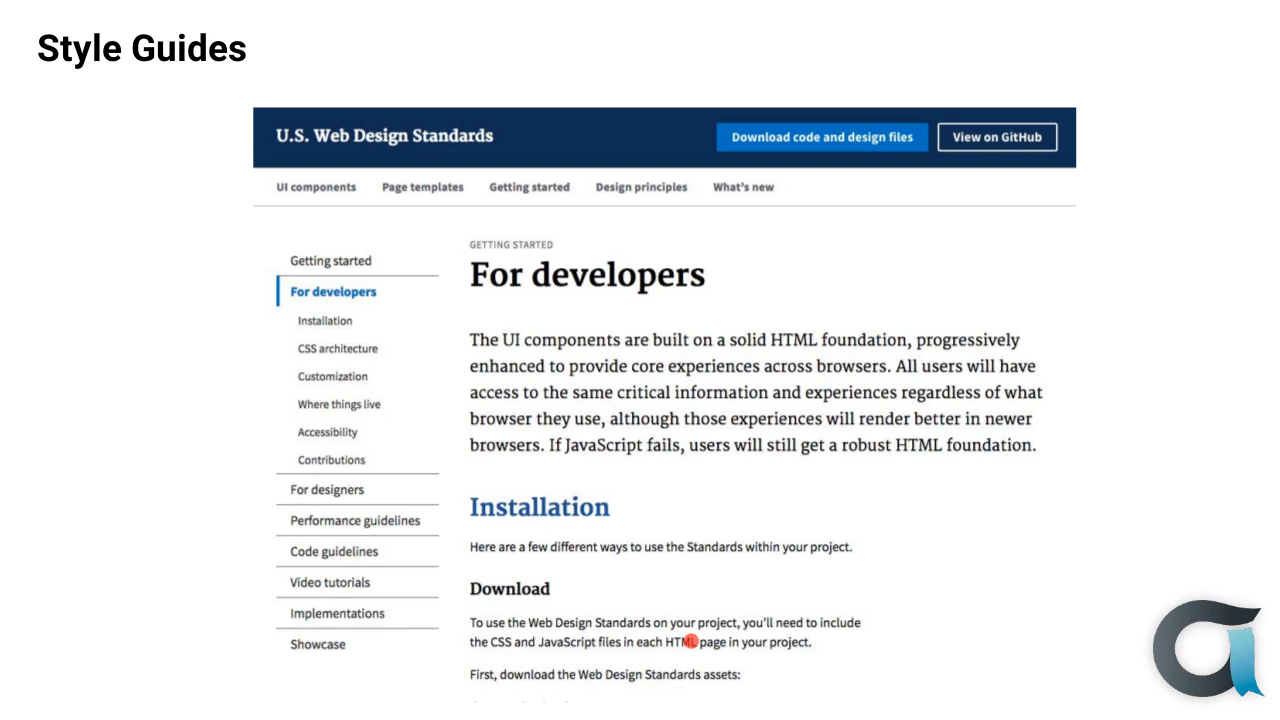 Style Guides
U.S. Web Design Standards
Download code and design files
View on GitHub
UI components
Page templates
Getting started
Design principles
What's new
Getting started
For developers
Installation
CSS architecture
Customization
Where things live
Accessibility
Contributions
For designers
Performance guidelines
Code guidelines
Video tutorials
Implementations
Showcase
GETTING STARTED
For developers
The UI components are built on a solid HTML foundation, progressively
enhanced to provide core experiences across browsers. All users will have
access to the same critical information and experiences regardless of what
browser they use, although those experiences will render better in newer
browsers. If JavaScript fails, users will still get a robust HTML foundation.
Installation
Here are a few different ways to use the Standards within your project.
Download
To use the Web Design Standards on your project, you'll need to include
the CSS and JavaScript files in each HTML page in your project.
First, download the Web Design Standards assets: